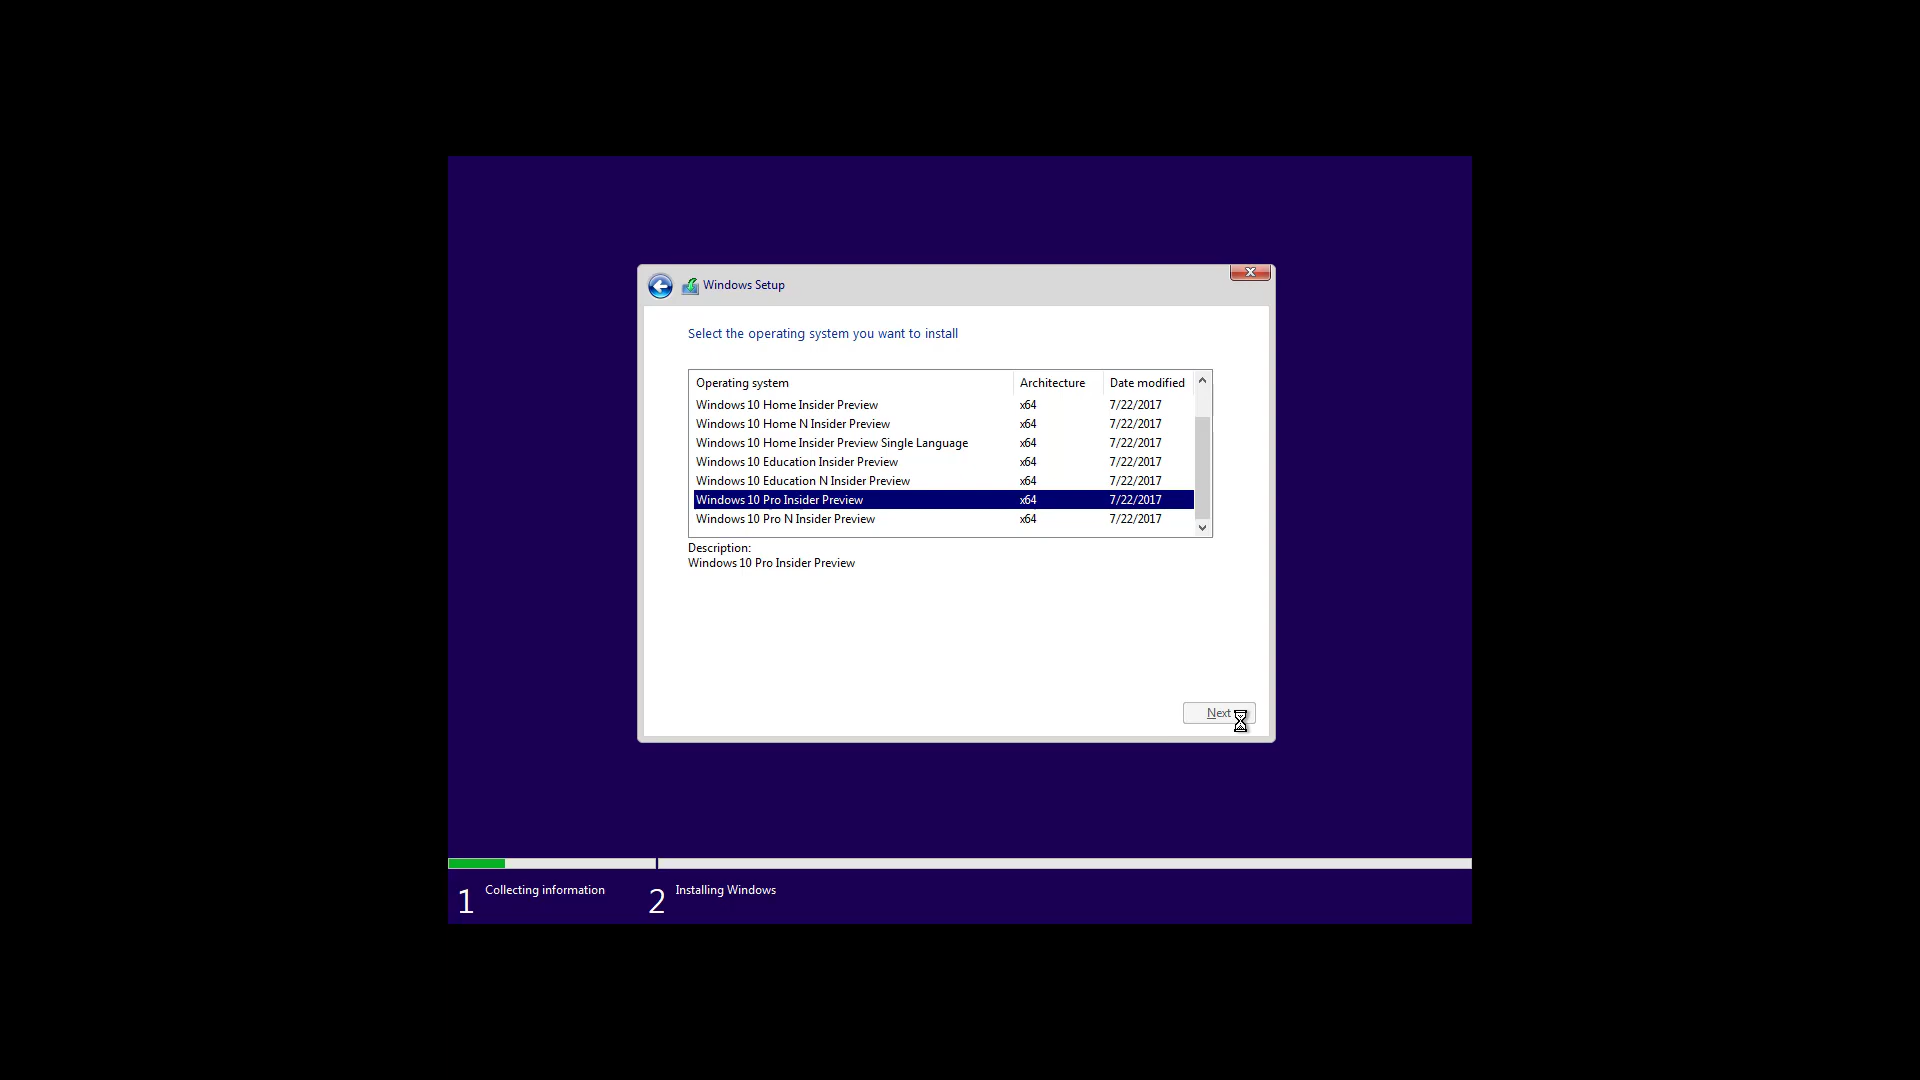 Windows Setup
Select the operating system you want to install
Operating system Architecture Date modified
Windows 10 Home Insider Preview x64 7/22/2017
Windows 10 Home N Insider Preview x64 7/22/2017
Windows 10 Home Insider Preview Single Language x64 7/22/2017
Windows 10 Education Insider Preview x64 7/22/2017
Windows 10 Education N Insider Preview x64 7/22/2017
Windows 10 Pro Insider Preview x64 7/22/2017
Windows 10 Pro N Insider Preview x64 7/22/2017
Description:
Windows 10 Pro Insider Preview
Next
1 Collecting information 2 Installing Windows